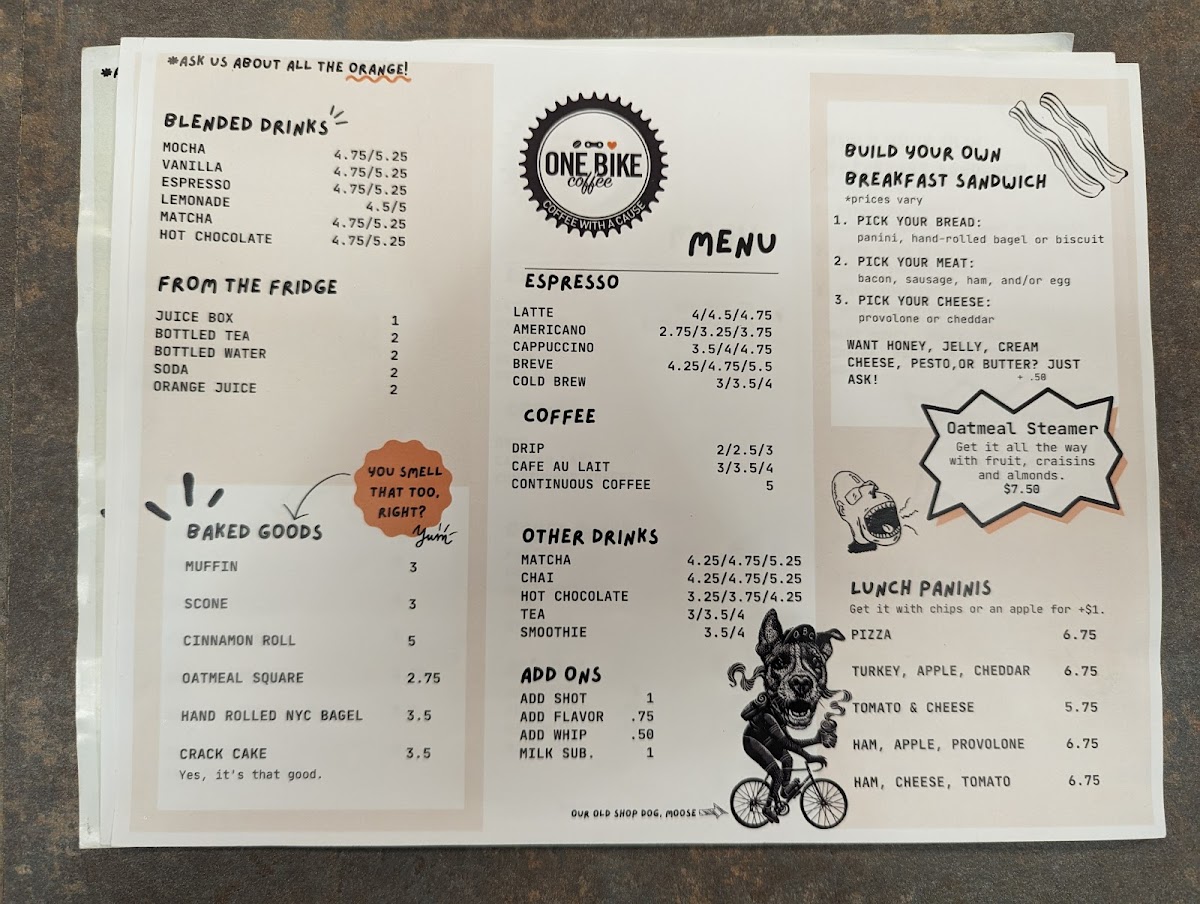 *ASK US ABOUT ALL THE ORANGE!
BLENDED DRINKS
MOCHA 4.75/5.25
VANILLA 4.75/5.25
ESPRESSO 4.75/5.25
LEMONADE 4.5/5
MATCHA 4.75/5.25
HOT CHOCOLATE 4.75/5.25
FROM THE FRIDGE
JUICE BOX 1
BOTTLED TEA 2
BOTTLED WATER 2
SODA 2
ORANGE JUICE 2
YOU SMELL
THAT TOO,
RIGHT?
Yum
BAKED GOODS
MUFFIN 3
SCONE 3
CINNAMON ROLL 5
OATMEAL SQUARE 2.75
HAND ROLLED NYC BAGEL 3.5
CRACK CAKE 3.5
Yes, it's that good.
ONE BIKE
coffee
COFFEE WITH A CAUSE
MENU
ESPRESSO
LATTE 4/4.5/4.75
AMERICANO 2.75/3.25/3.75
CAPPUCCINO 3.5/4/4.75
BREVE 4.25/4.75/5.5
COLD BREW 3/3.5/4
COFFEE
DRIP 2/2.5/3
CAFE AU LAIT 3/3.5/4
CONTINUOUS COFFEE 5
OTHER DRINKS
MATCHA 4.25/4.75/5.25
CHAI 4.25/4.75/5.25
HOT CHOCOLATE 3.25/3.75/4.25
TEA 3/3.5/4
SMOOTHIE 3.5/4
ADD ONS
ADD SHOT 1
ADD FLAVOR .75
ADD WHIP .50
MILK SUB. 1
OUR OLD SHOP DOG, MOOSE
BUILD YOUR OWN
BREAKFAST SANDWICH
*prices vary
1. PICK YOUR BREAD:
panini, hand-rolled bagel or biscuit
2. PICK YOUR MEAT:
bacon, sausage, ham, and/or egg
3. PICK YOUR CHEESE:
provolone or cheddar
WANT HONEY, JELLY, CREAM
CHEESE, PESTO,OR BUTTER? JUST
ASK! + .50
Oatmeal Steamer
Get it all the way
with fruit, craisins
and almonds.
$7.50
LUNCH PANINIS
Get it with chips or an apple for +$1.
PIZZA 6.75
TURKEY, APPLE, CHEDDAR 6.75
TOMATO & CHEESE 5.75
HAM, APPLE, PROVOLONE 6.75
HAM, CHEESE, TOMATO 6.75